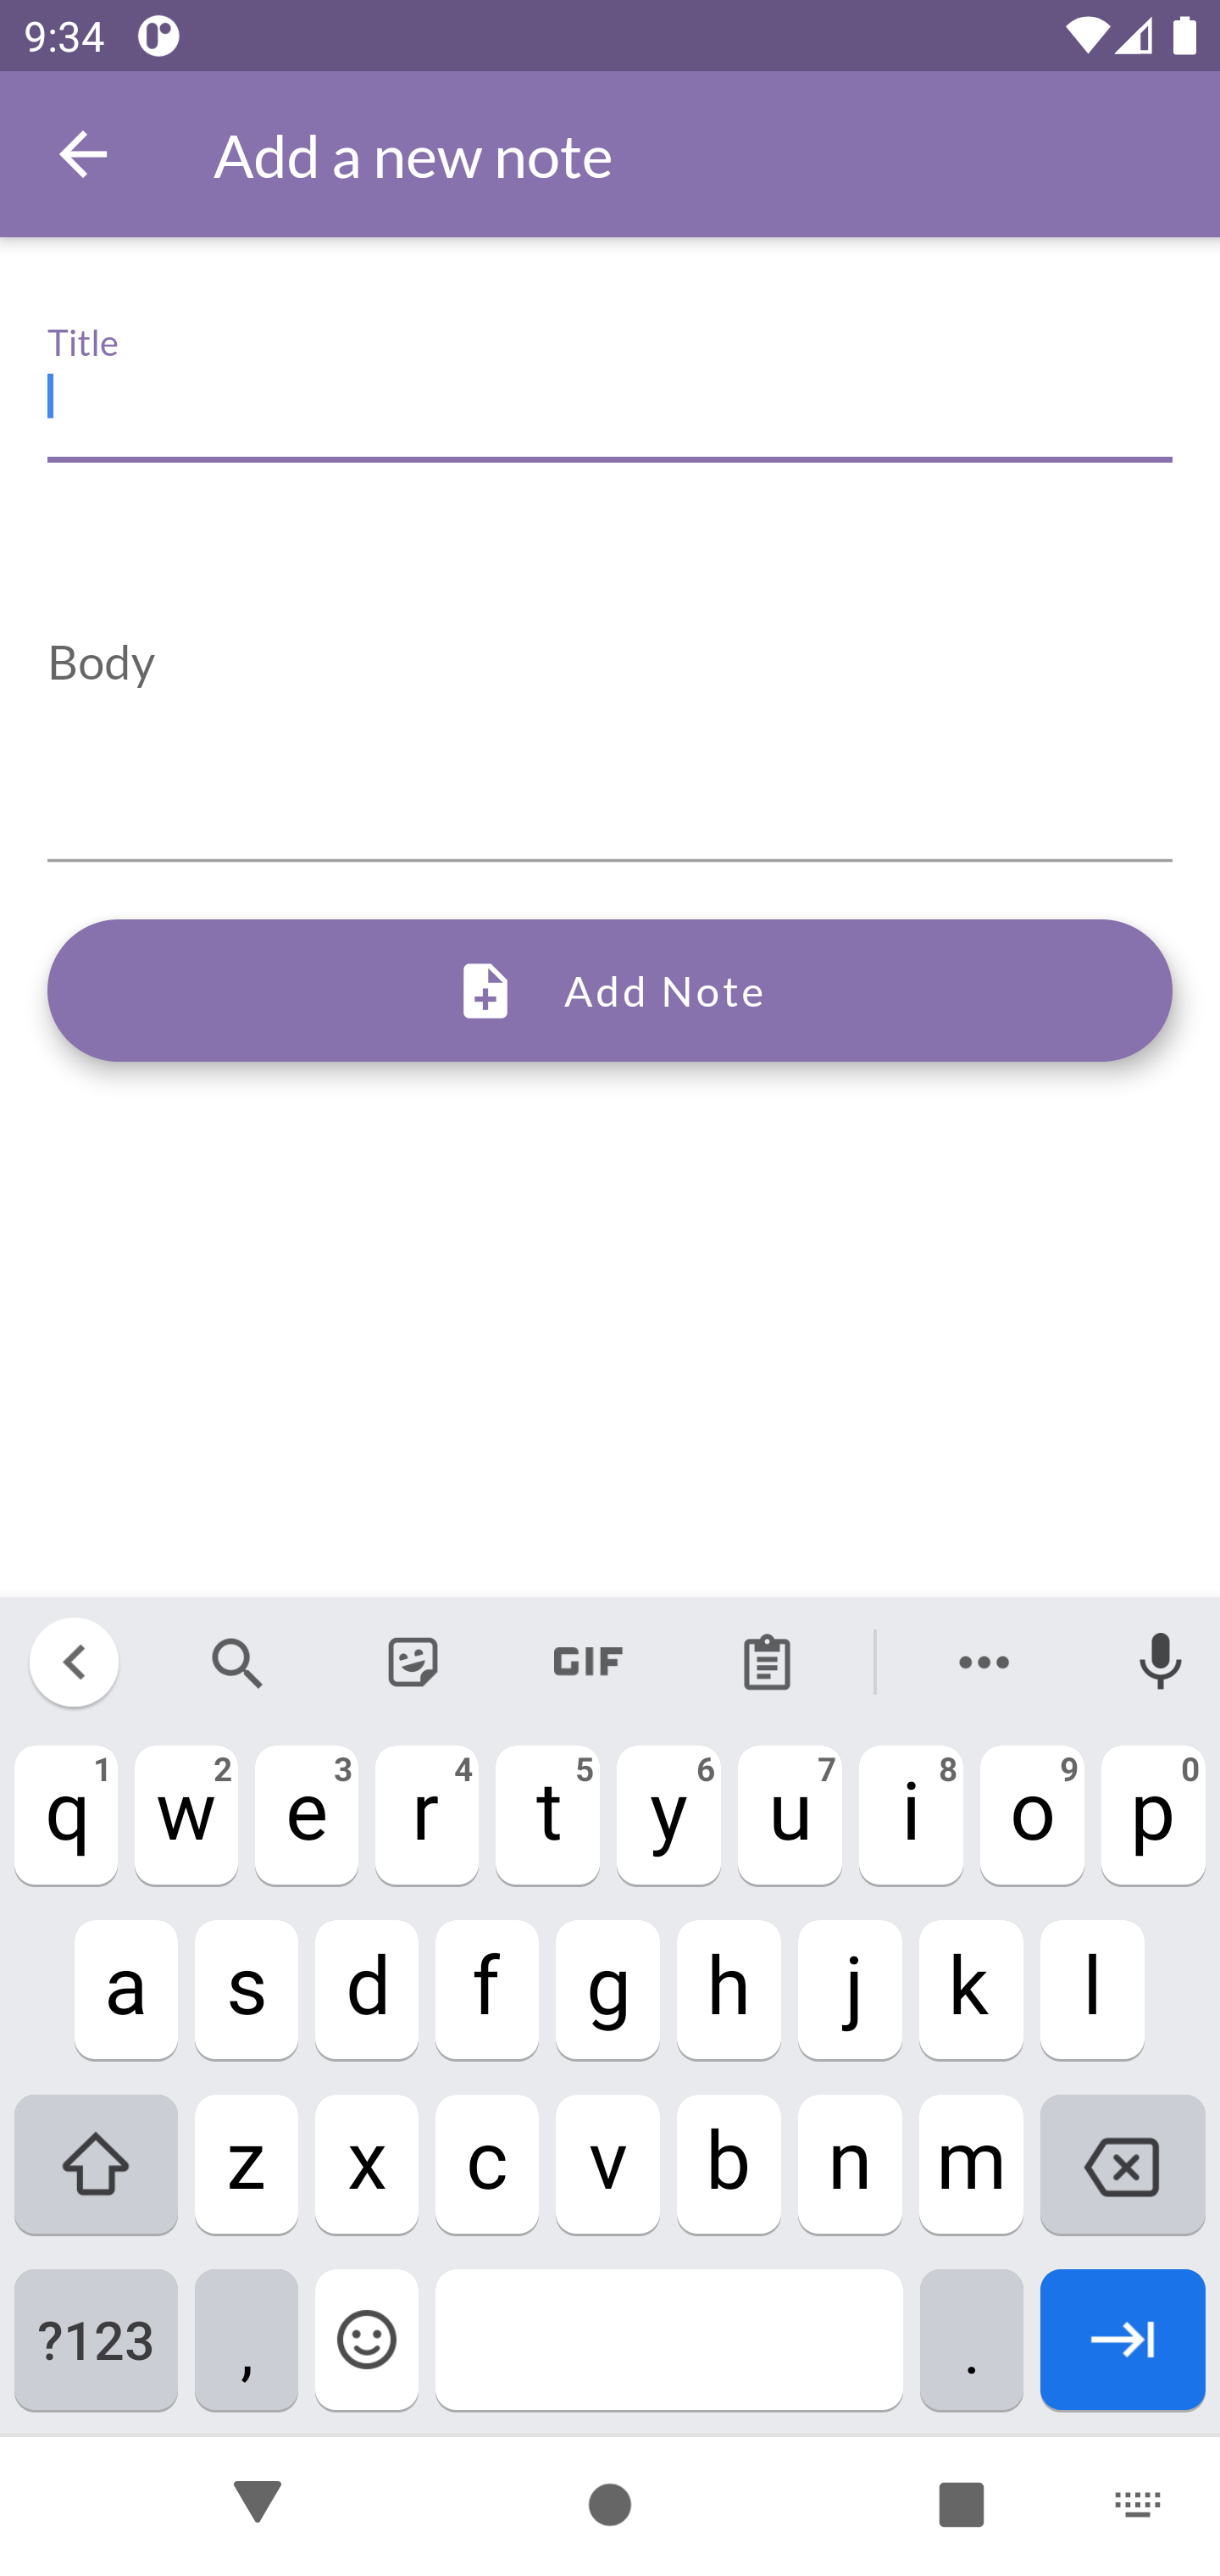 9:34
Add a new note
Title
Body
Add Note
GIF
q 1 w 2 e 3 r 4 t 5 y 6 u 7 i 8 o 9 p 0
a s d f g h j k l
z x c v b n m
?123 , .